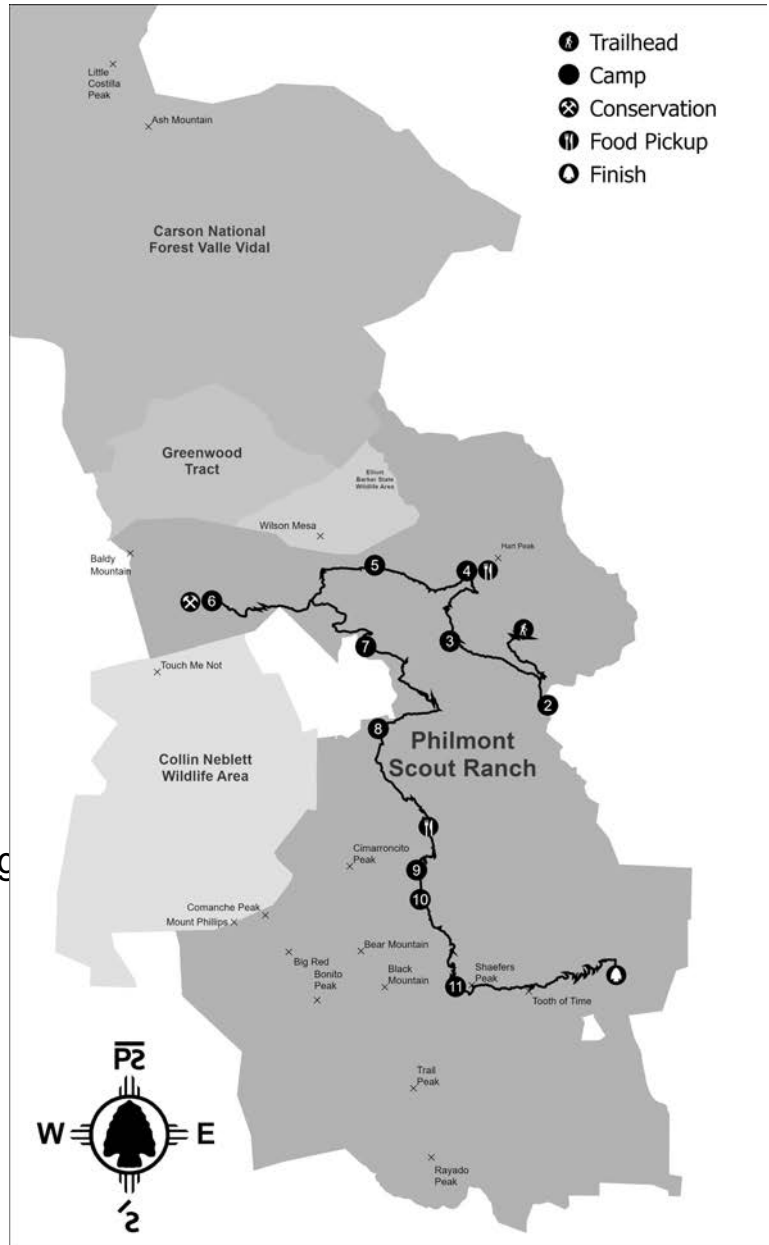 Trailhead
Camp
Conservation
Food Pickup
Finish
Little
Costilla
Peak
Ash Mountain
Carson National
Forest Valle Vidal
Greenwood
Tract
Elliott
Barker State
Wildlife Area
Wilson Mesa
Hart Peak
Baldy
Mountain
5
4
6
3
7
Touch Me Not
2
8
Philmont
Scout Ranch
Collin Neblett
Wildlife Area
g
Cimarroncito
Peak
9
10
Comanche Peak
Mount Phillips
Bear Mountain
Big Red
Bonito
Peak
Black
Mountain
11
Shaefers
Peak
Tooth of Time
Trail
Peak
W
E
Rayado
Peak